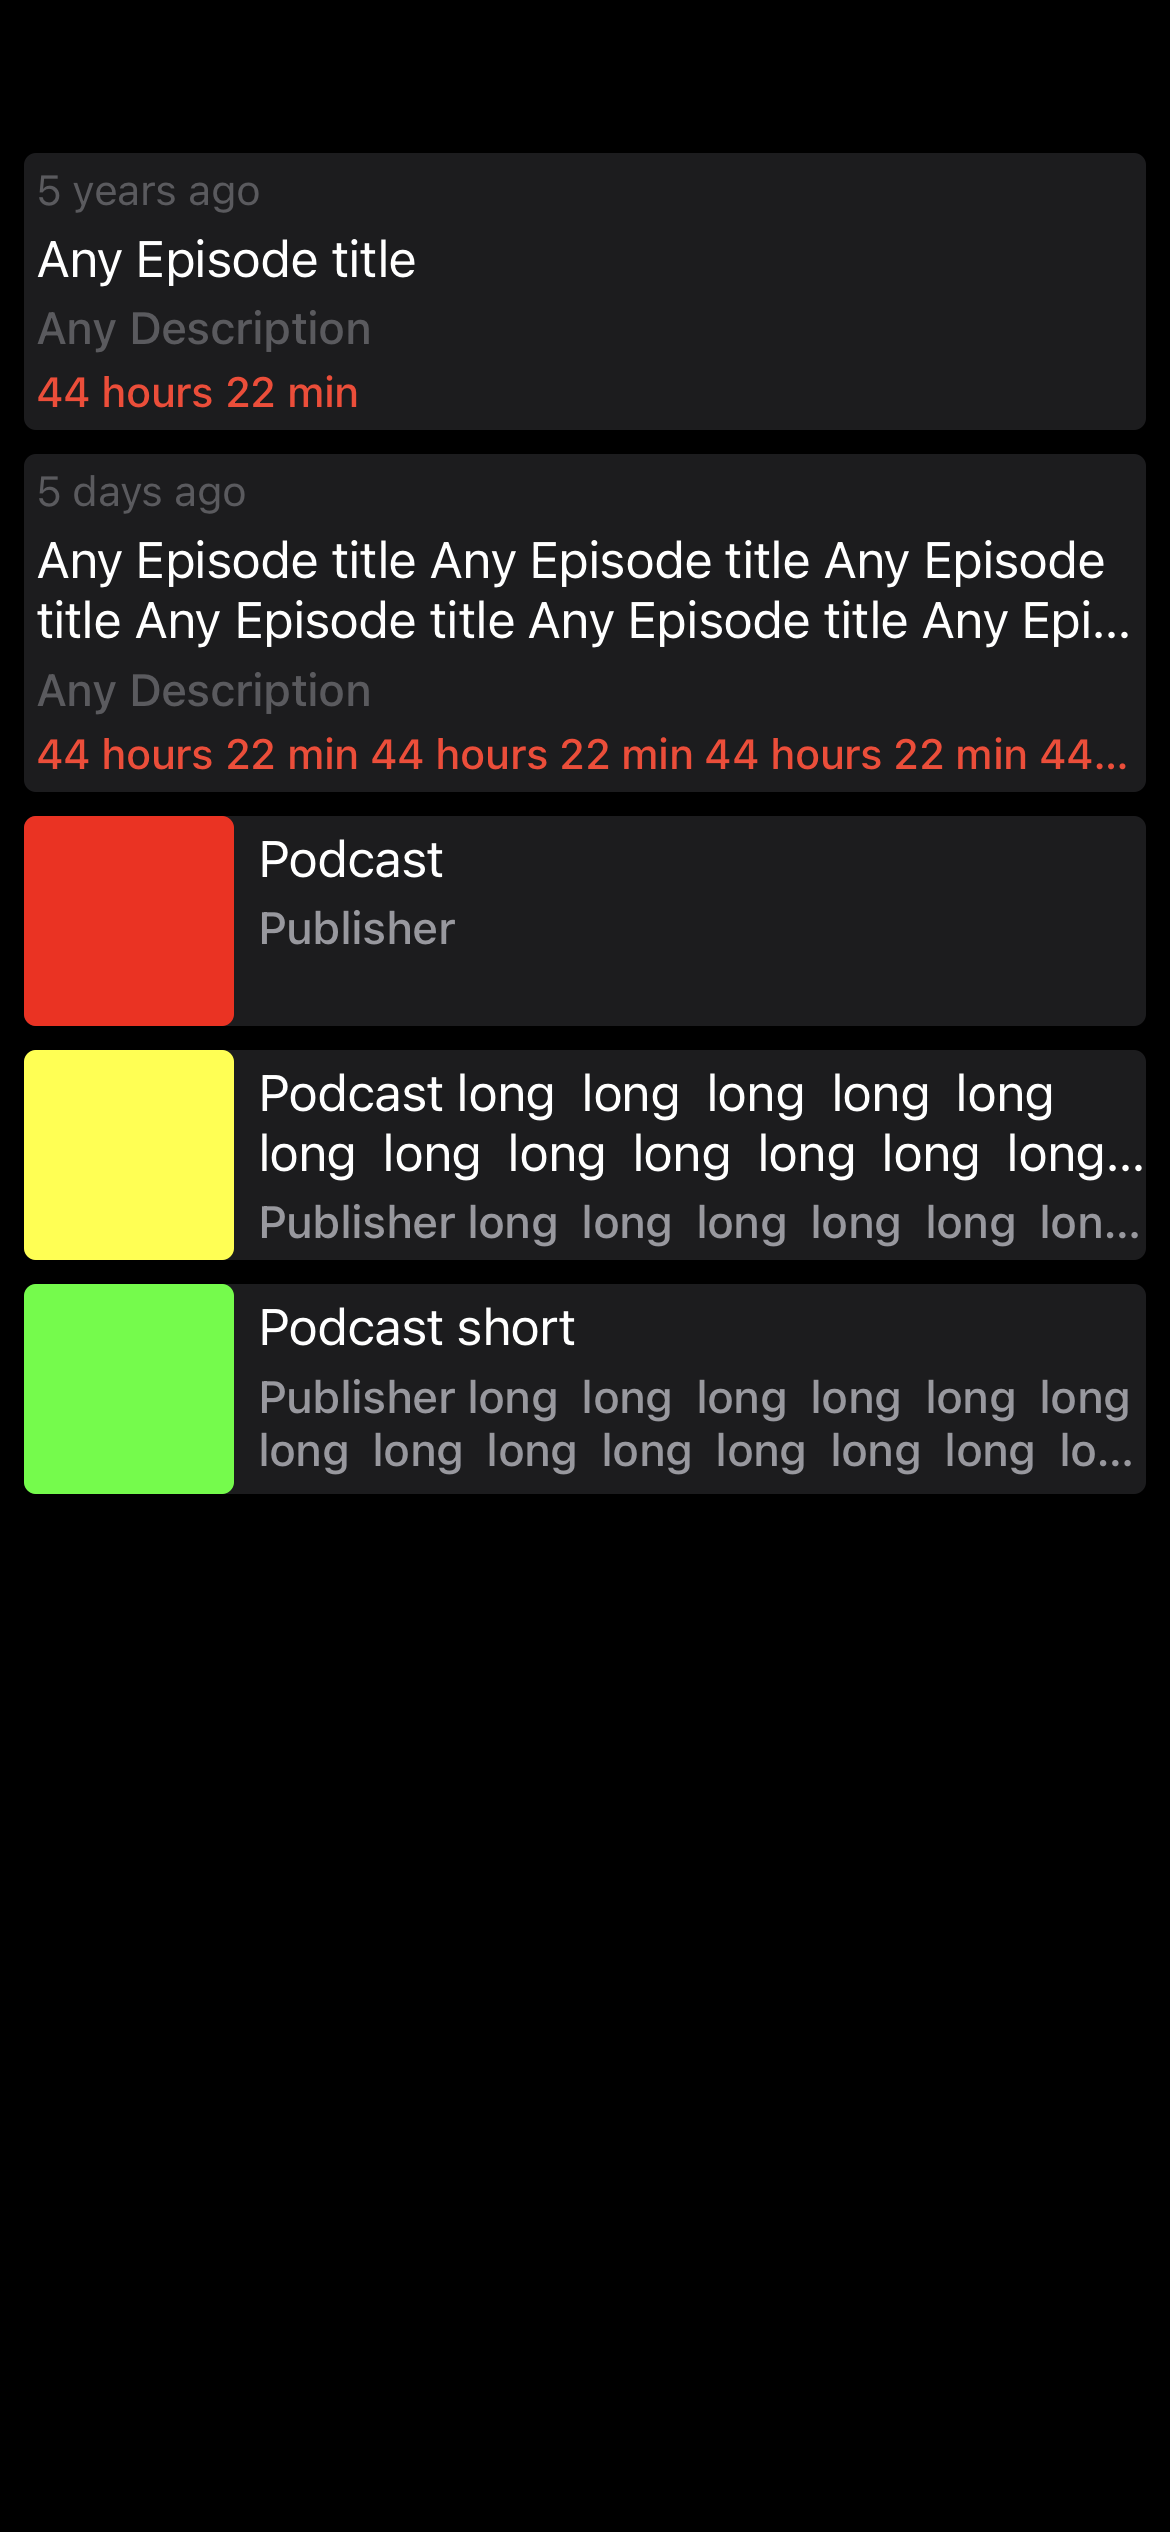 5 years ago
Any Episode title
Any Description
44 hours 22 min
5 days ago
Any Episode title Any Episode title Any Episode
title Any Episode title Any Episode title Any Epi...
Any Description
44 hours 22 min 44 hours 22 min 44 hours 22 min 44...
Podcast
Publisher
Podcast long long long long long
long long long long long long long...
Publisher long long long long long lon...
Podcast short
Publisher long long long long long long
long long long long long long long lo...